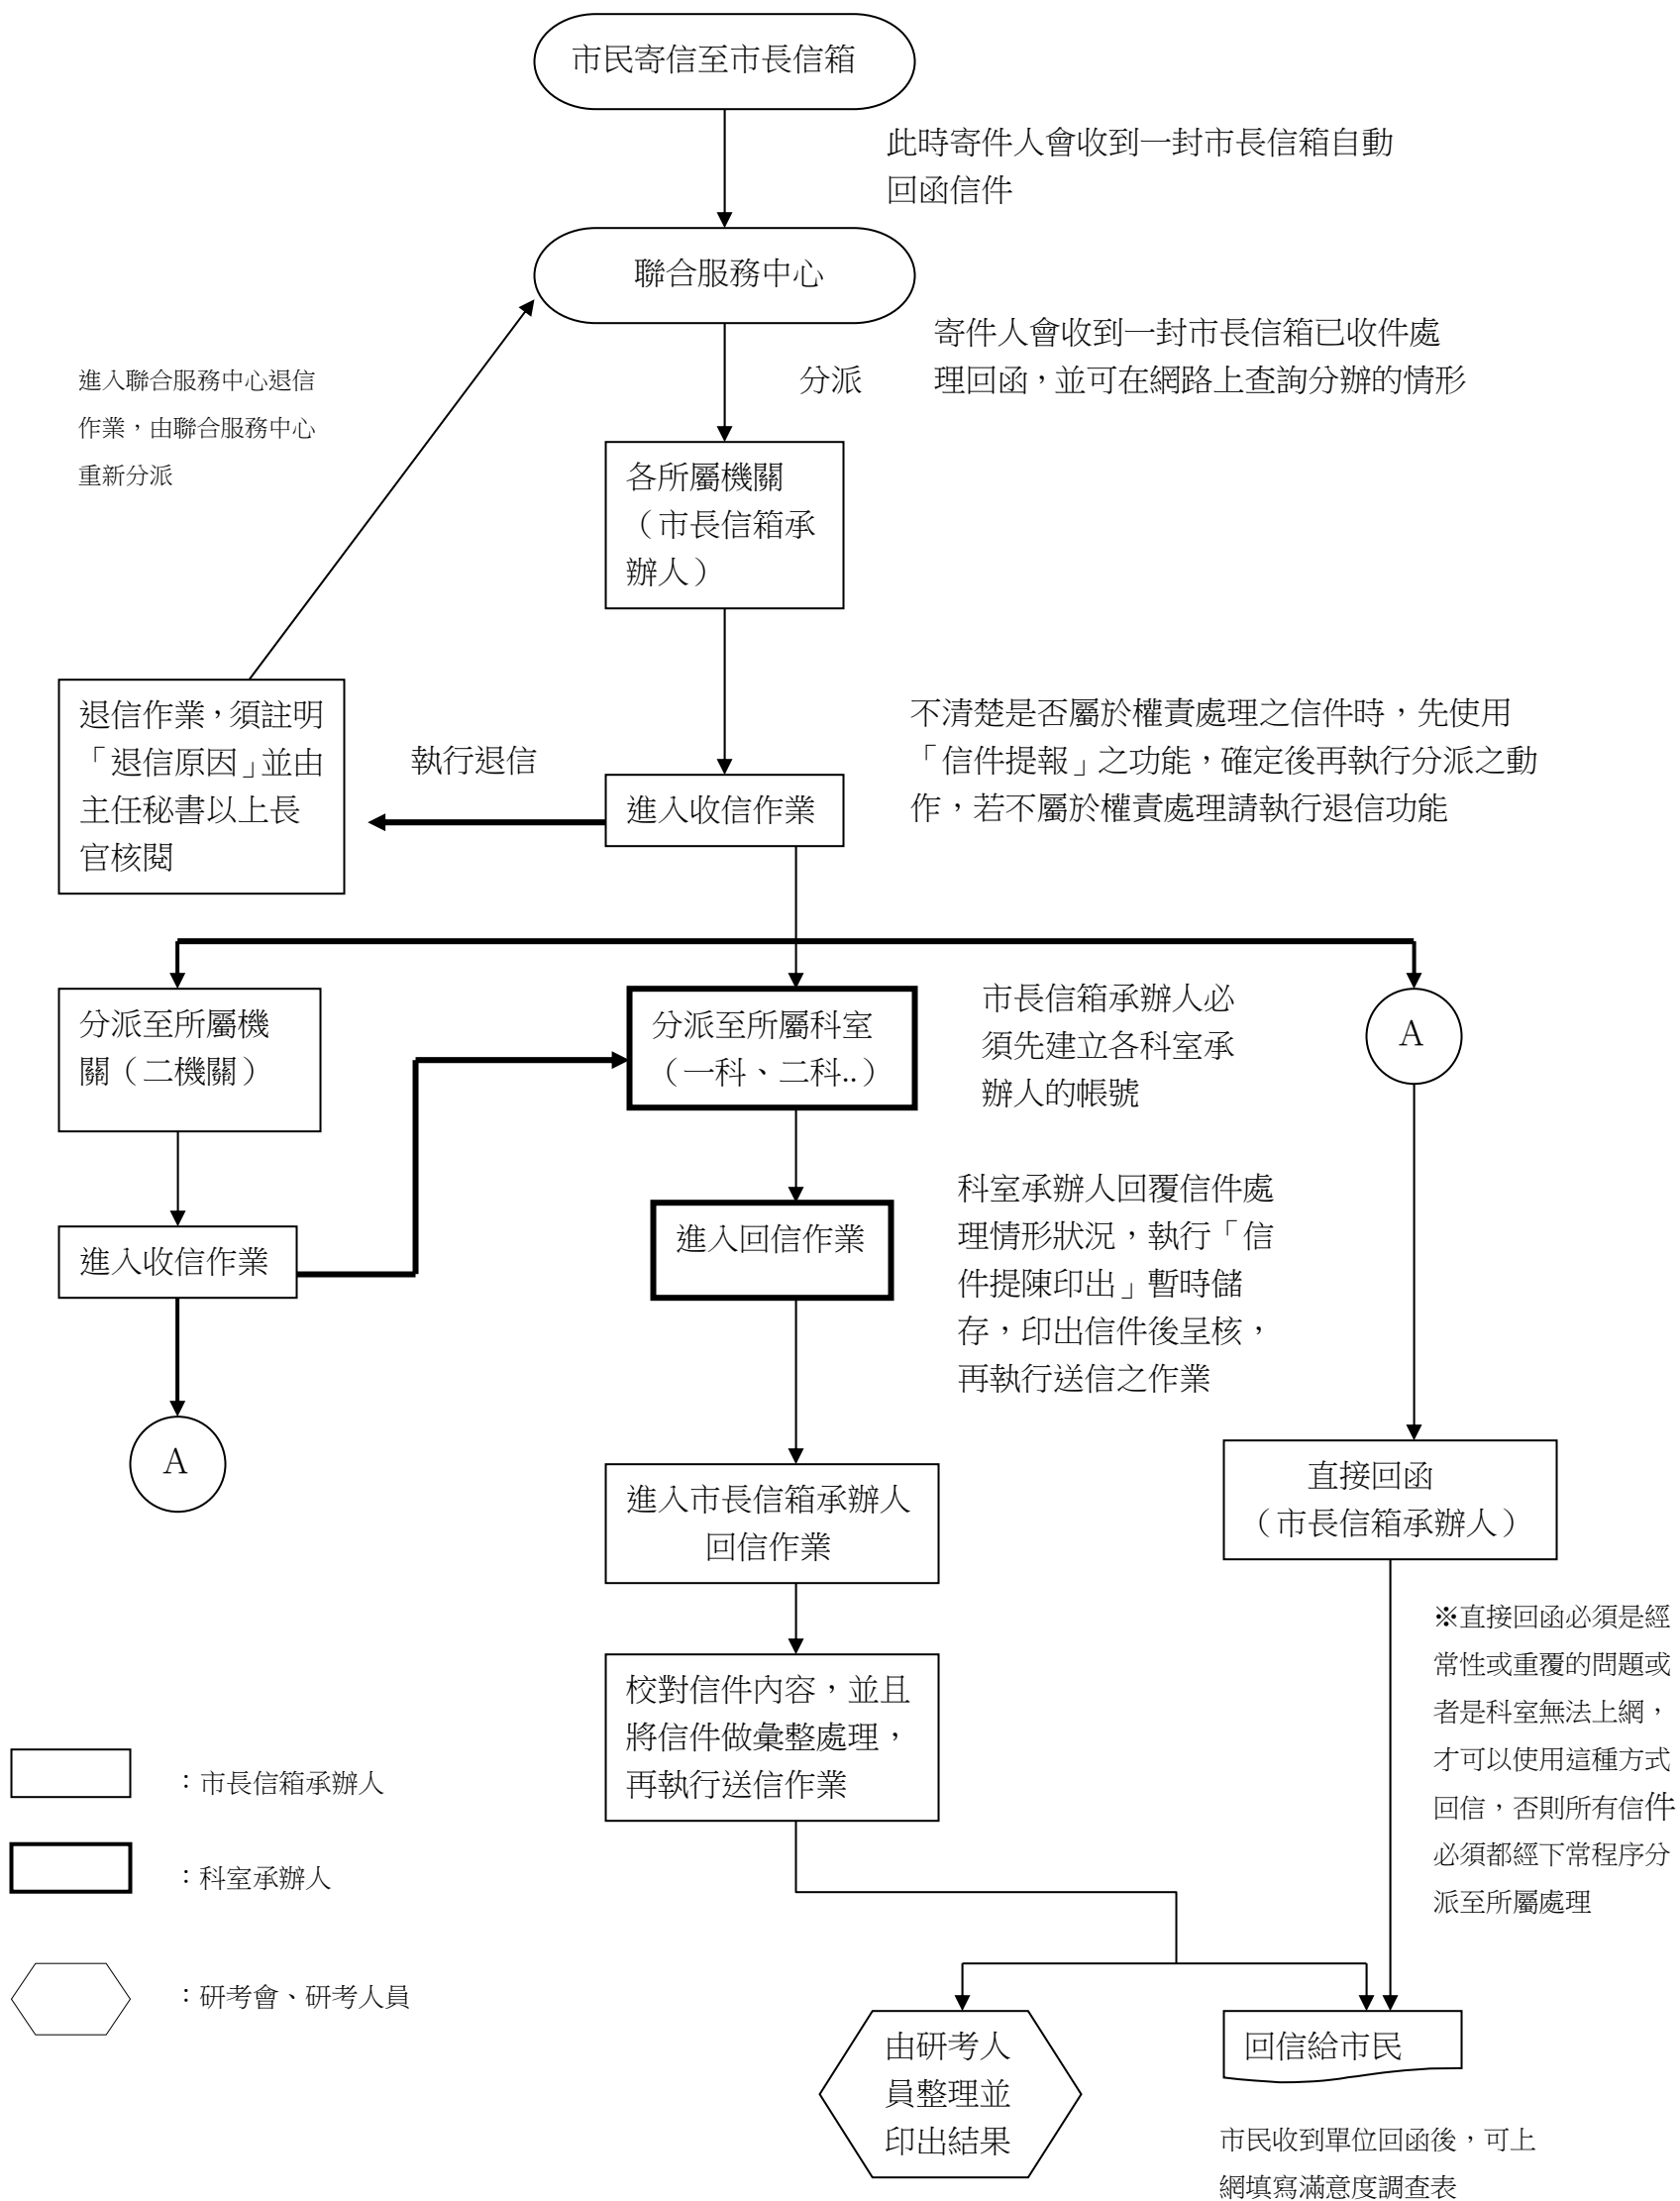 市民寄信至市長信箱
此時寄件人會收到一封市長信箱自動
回函信件
聯合服務中心
寄件人會收到一封市長信箱已收件處
理回函，並可在網路上查詢分辦的情形
分派
進入聯合服務中心退信
作業，由聯合服務中心
重新分派
各所屬機關
（市長信箱承
辦人）
退信作業，須註明
「退信原因」並由
主任秘書以上長
官核閱
執行退信
進入收信作業
不清楚是否屬於權責處理之信件時，先使用
「信件提報」之功能，確定後再執行分派之動
作，若不屬於權責處理請執行退信功能
分派至所屬機
關（二機關）
分派至所屬科室
（一科、二科..）
市長信箱承辦人必
須先建立各科室承
辦人的帳號
A
進入收信作業
進入回信作業
科室承辦人回覆信件處
理情形狀況，執行「信
件提陳印出」暫時儲
存，印出信件後呈核，
再執行送信之作業
A
進入市長信箱承辦人
回信作業
直接回函
（市長信箱承辦人）
※直接回函必須是經
常性或重覆的問題或
者是科室無法上網，
才可以使用這種方式
回信，否則所有信件
必須都經下常程序分
派至所屬處理
校對信件內容，並且
將信件做彙整處理，
再執行送信作業
：市長信箱承辦人
：科室承辦人
：研考會、研考人員
由研考人
員整理並
印出結果
回信給市民
市民收到單位回函後，可上
網填寫滿意度調查表